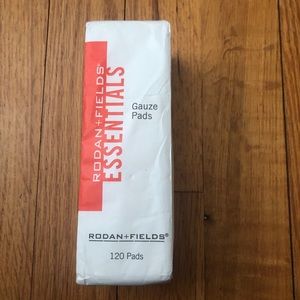 RODAN+FIELDS®
ESSENTIALS
Gauze
Pads
RODAN+FIELDS®
120 Pads